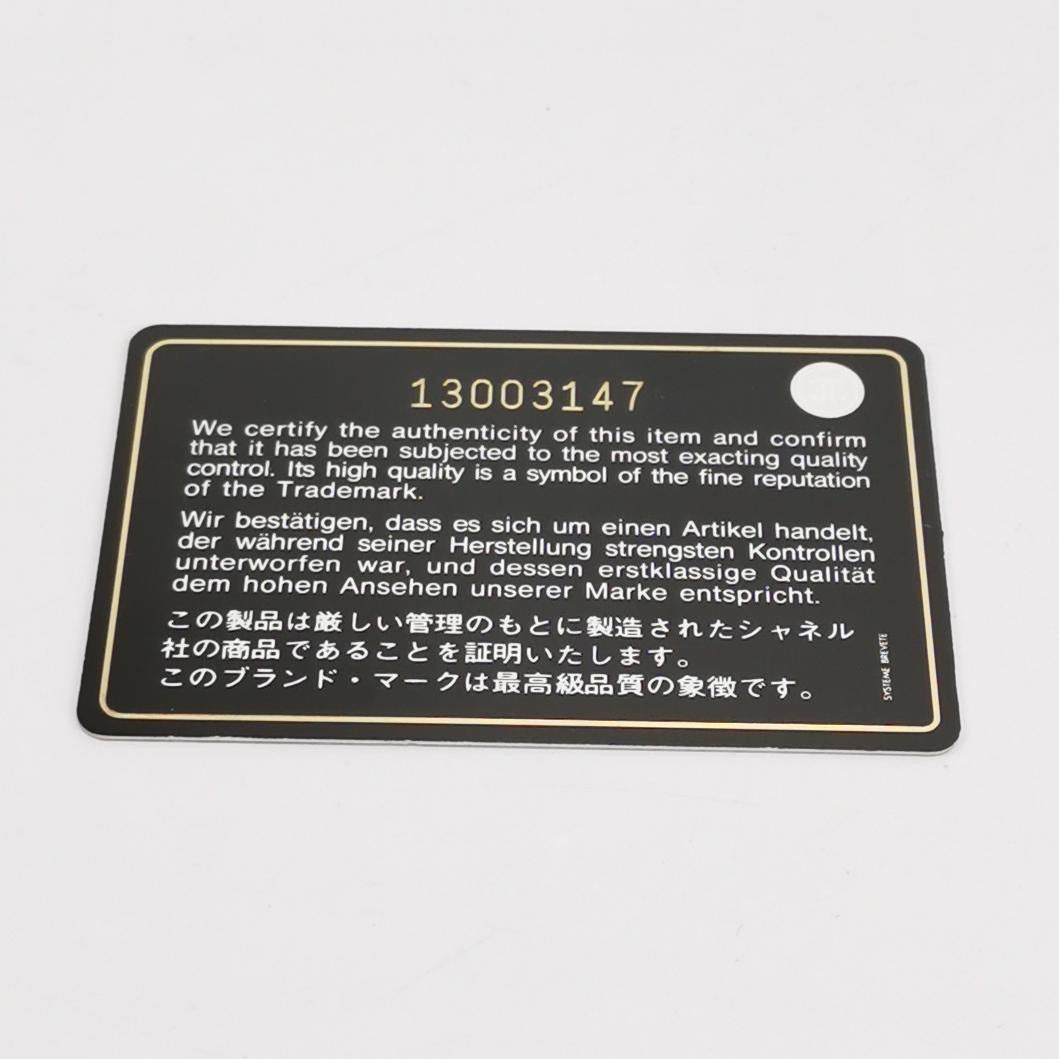 13003147
We certify the authenticity of this item and confirm
that it has been subjected to the most exacting quality
control. Its high quality is a symbol of the fine reputation
of the Trademark.
Wir bestätigen, dass es sich um einen Artikel handelt,
der während seiner Herstellung strengsten Kontrollen
unterworfen war, und dessen erstklassige Qualität
dem hohen Ansehen unserer Marke entspricht.
この製品は厳しい管理のもとに製造されたシャネル
社の商品であることを証明いたします。
このブランド・マークは最高級品質の象徴です。
SYSTEME BREVETE